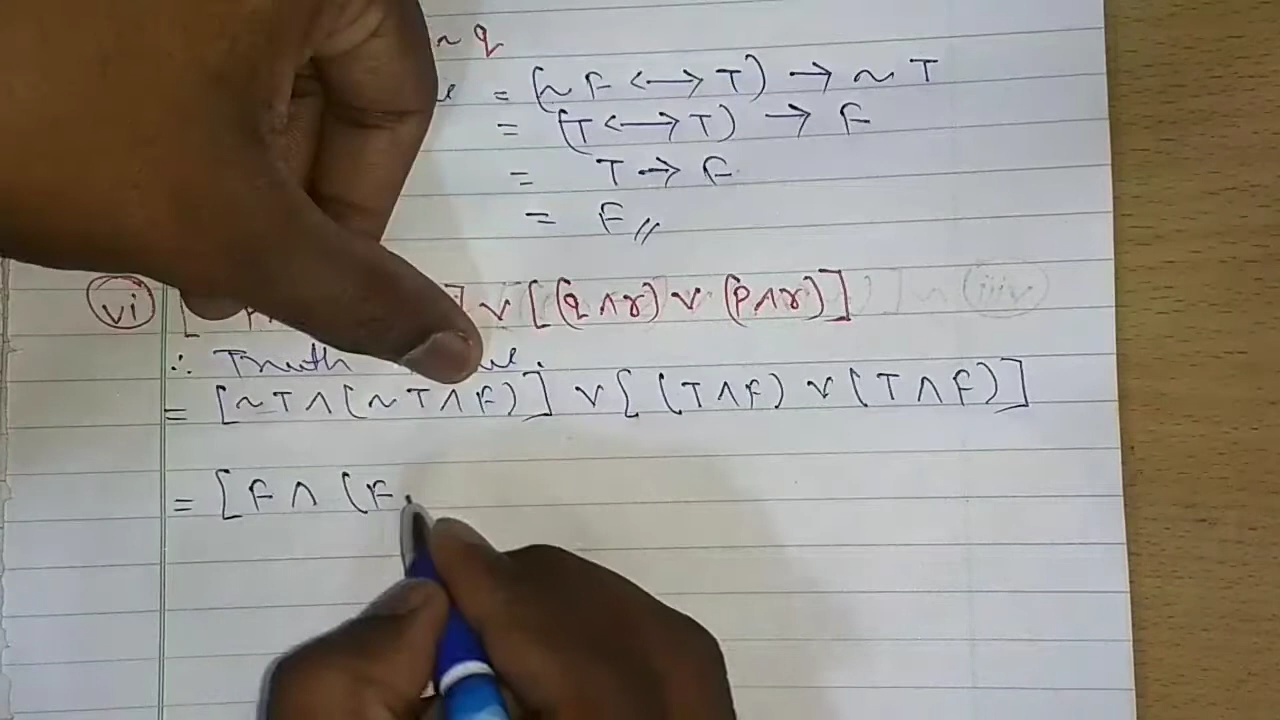 ~ q
= (~ F <—> T) → ~ T
= (T <—> T) → F
= T → F
= F //
(vi) [ ] ∨ [(q ∧ r) ∨ (p ∧ r)]
∴ Truth
= [~T ∧ (~T ∧ F)] ∨ [(T ∧ F) ∨ (T ∧ F)]
= [F ∧ (F